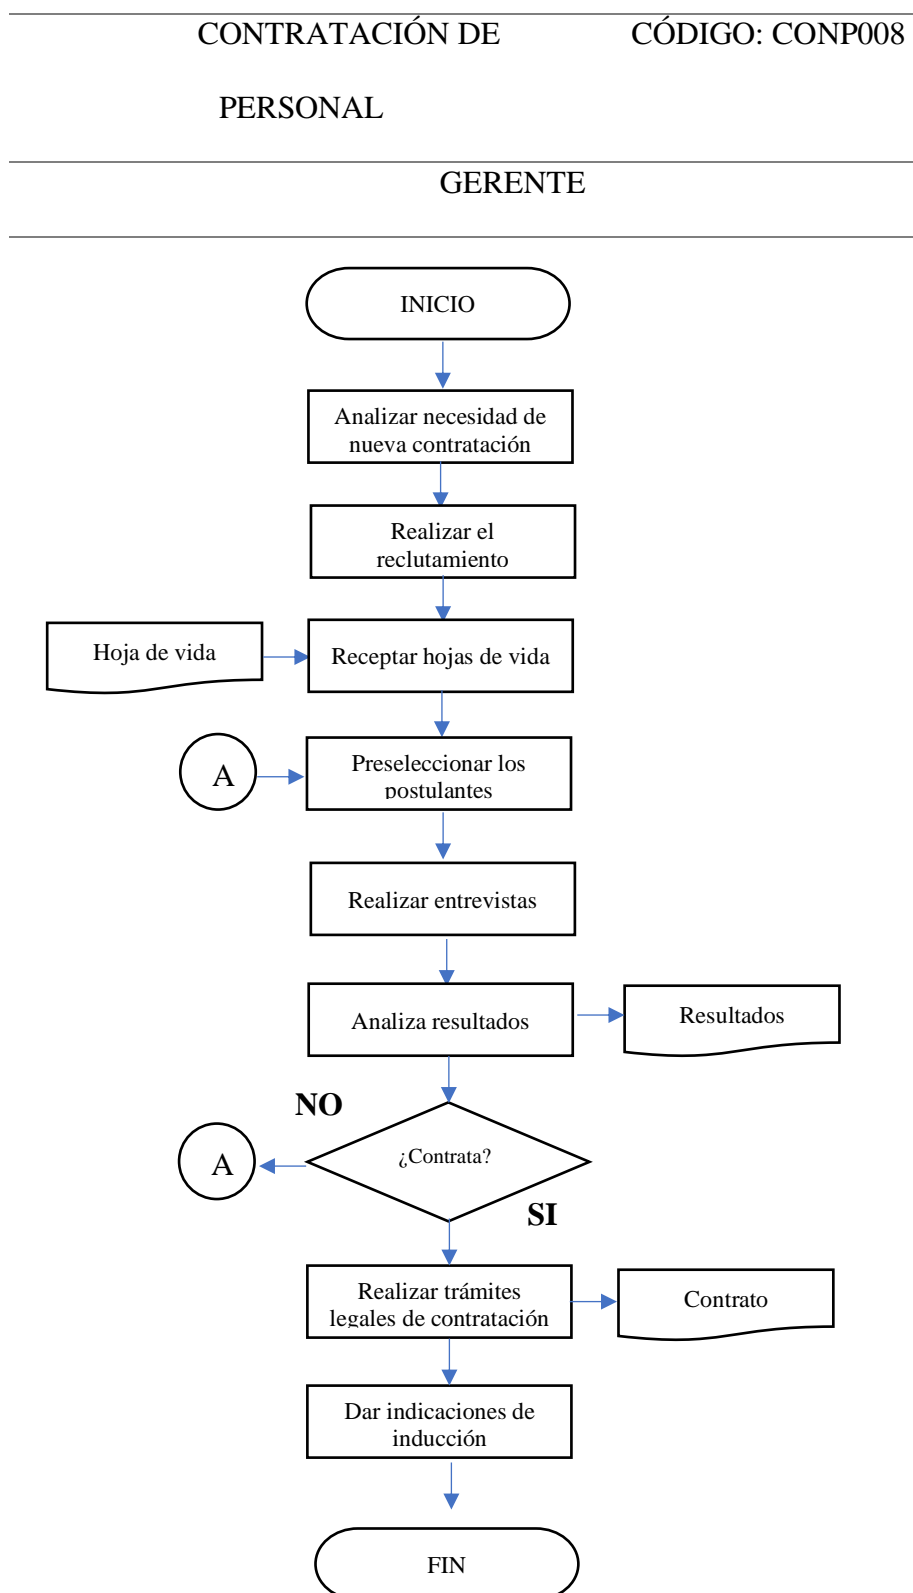 CONTRATACIÓN DE CÓDIGO: CONP008
PERSONAL
GERENTE
INICIO
Analizar necesidad de
nueva contratación
Realizar el
reclutamiento
Hoja de vida
Receptar hojas de vida
A
Preseleccionar los
postulantes
Realizar entrevistas
Analiza resultados
Resultados
NO
¿Contrata?
A
SI
Realizar trámites
legales de contratación
Contrato
Dar indicaciones de
inducción
FIN